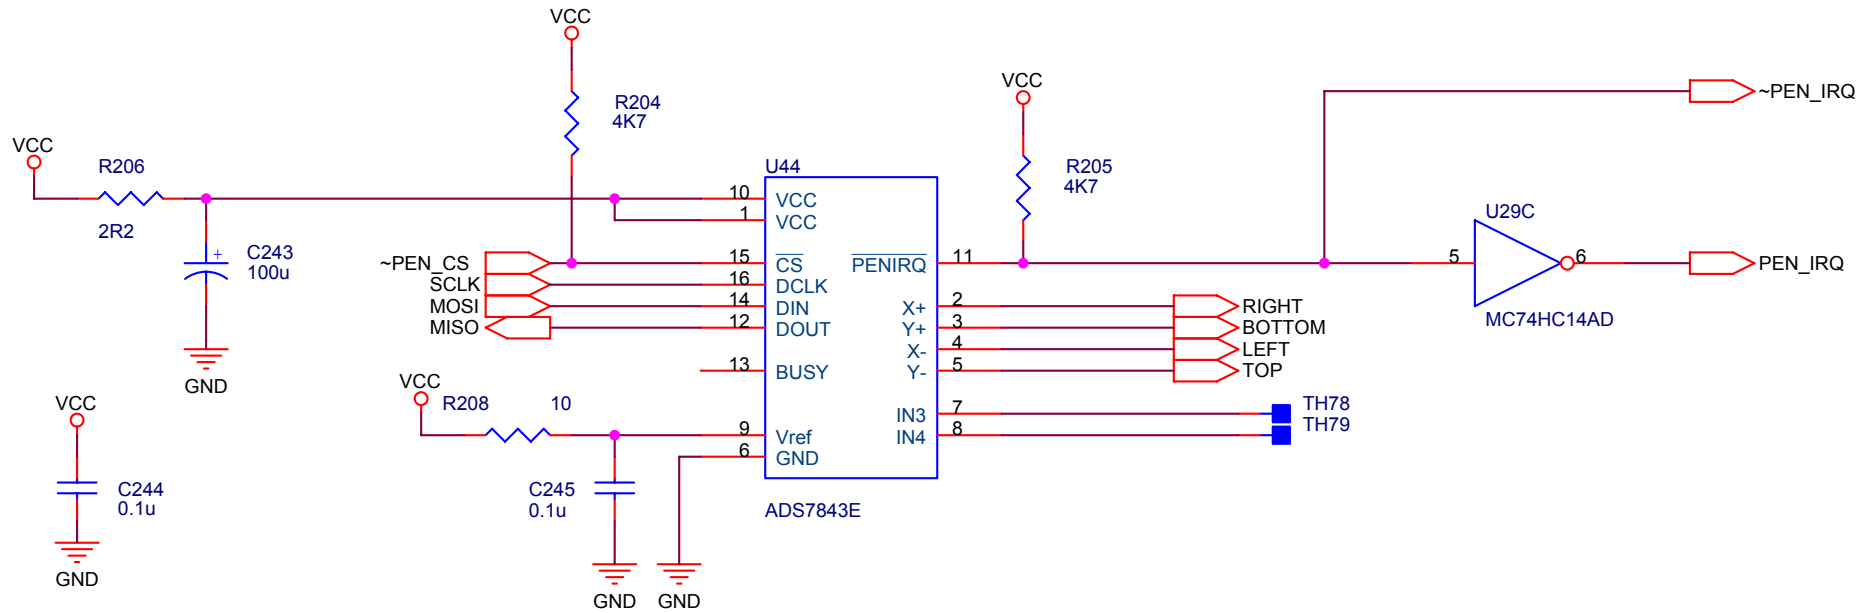 VCC
VCC
~PEN_IRQ
R204
4K7
VCC
R206
U44
R205
4K7
2R2
10
VCC
1
VCC
U29C
C243
+
100u
~PEN_CS
15
CS
PENIRQ
11
5
6
PEN_IRQ
SCLK
16
DCLK
MOSI
14
DIN
X+
2
RIGHT
MISO
12
DOUT
Y+
3
BOTTOM
MC74HC14AD
X-
4
LEFT
13
BUSY
Y-
5
TOP
GND
VCC
VCC
R208
10
IN3
7
TH78
9
Vref
IN4
8
TH79
6
GND
C244
0.1u
C245
0.1u
ADS7843E
GND
GND
GND